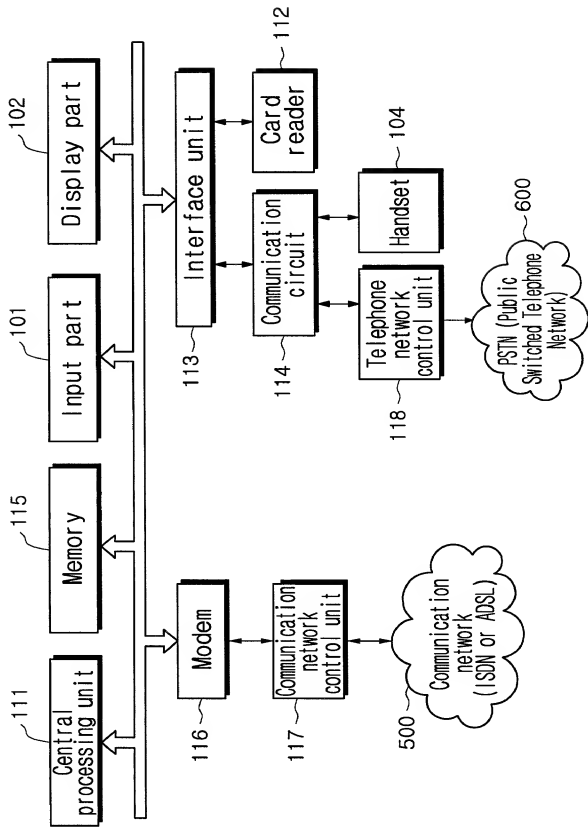 111
Central
processing unit
115
Memory
101
Input part
102
Display part
116
Modem
113
Interface unit
117
Communication
network
control unit
114
Communication
circuit
112
Card
reader
118
Telephone
network
control unit
104
Handset
500
Communication
network
(ISDN or ADSL)
600
PSTN (Public
Switched Telephone
Network)